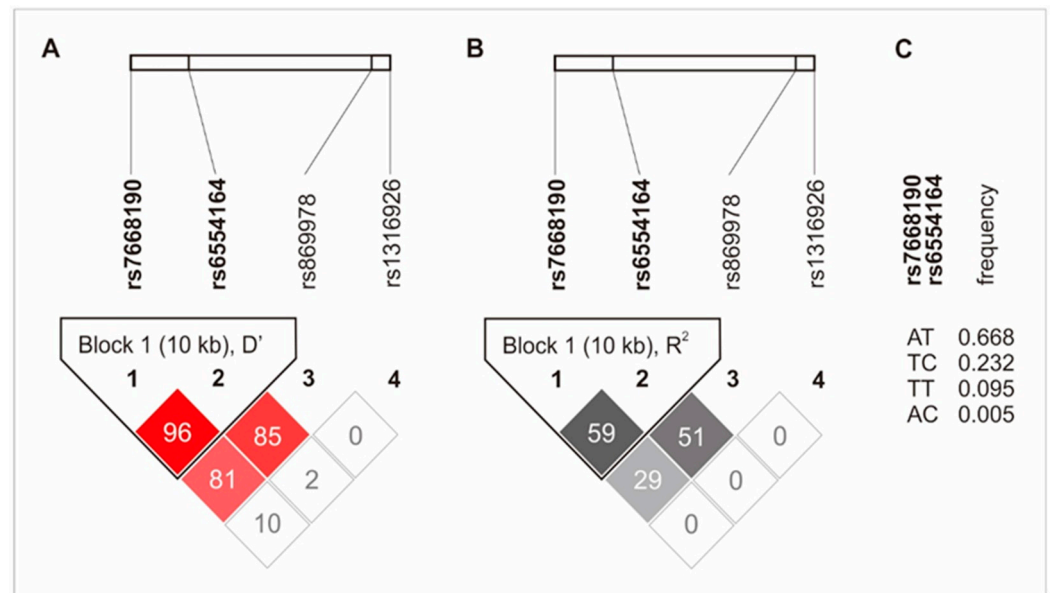 A
rs7668190
rs6554164
rs869978
rs1316926
Block 1 (10 kb), D’
1 2 3 4
96 85 0
81 2
10
B
rs7668190
rs6554164
rs869978
rs1316926
Block 1 (10 kb), R²
1 2 3 4
59 51 0
29 0
0
C
rs7668190
rs6554164
frequency
AT 0.668
TC 0.232
TT 0.095
AC 0.005